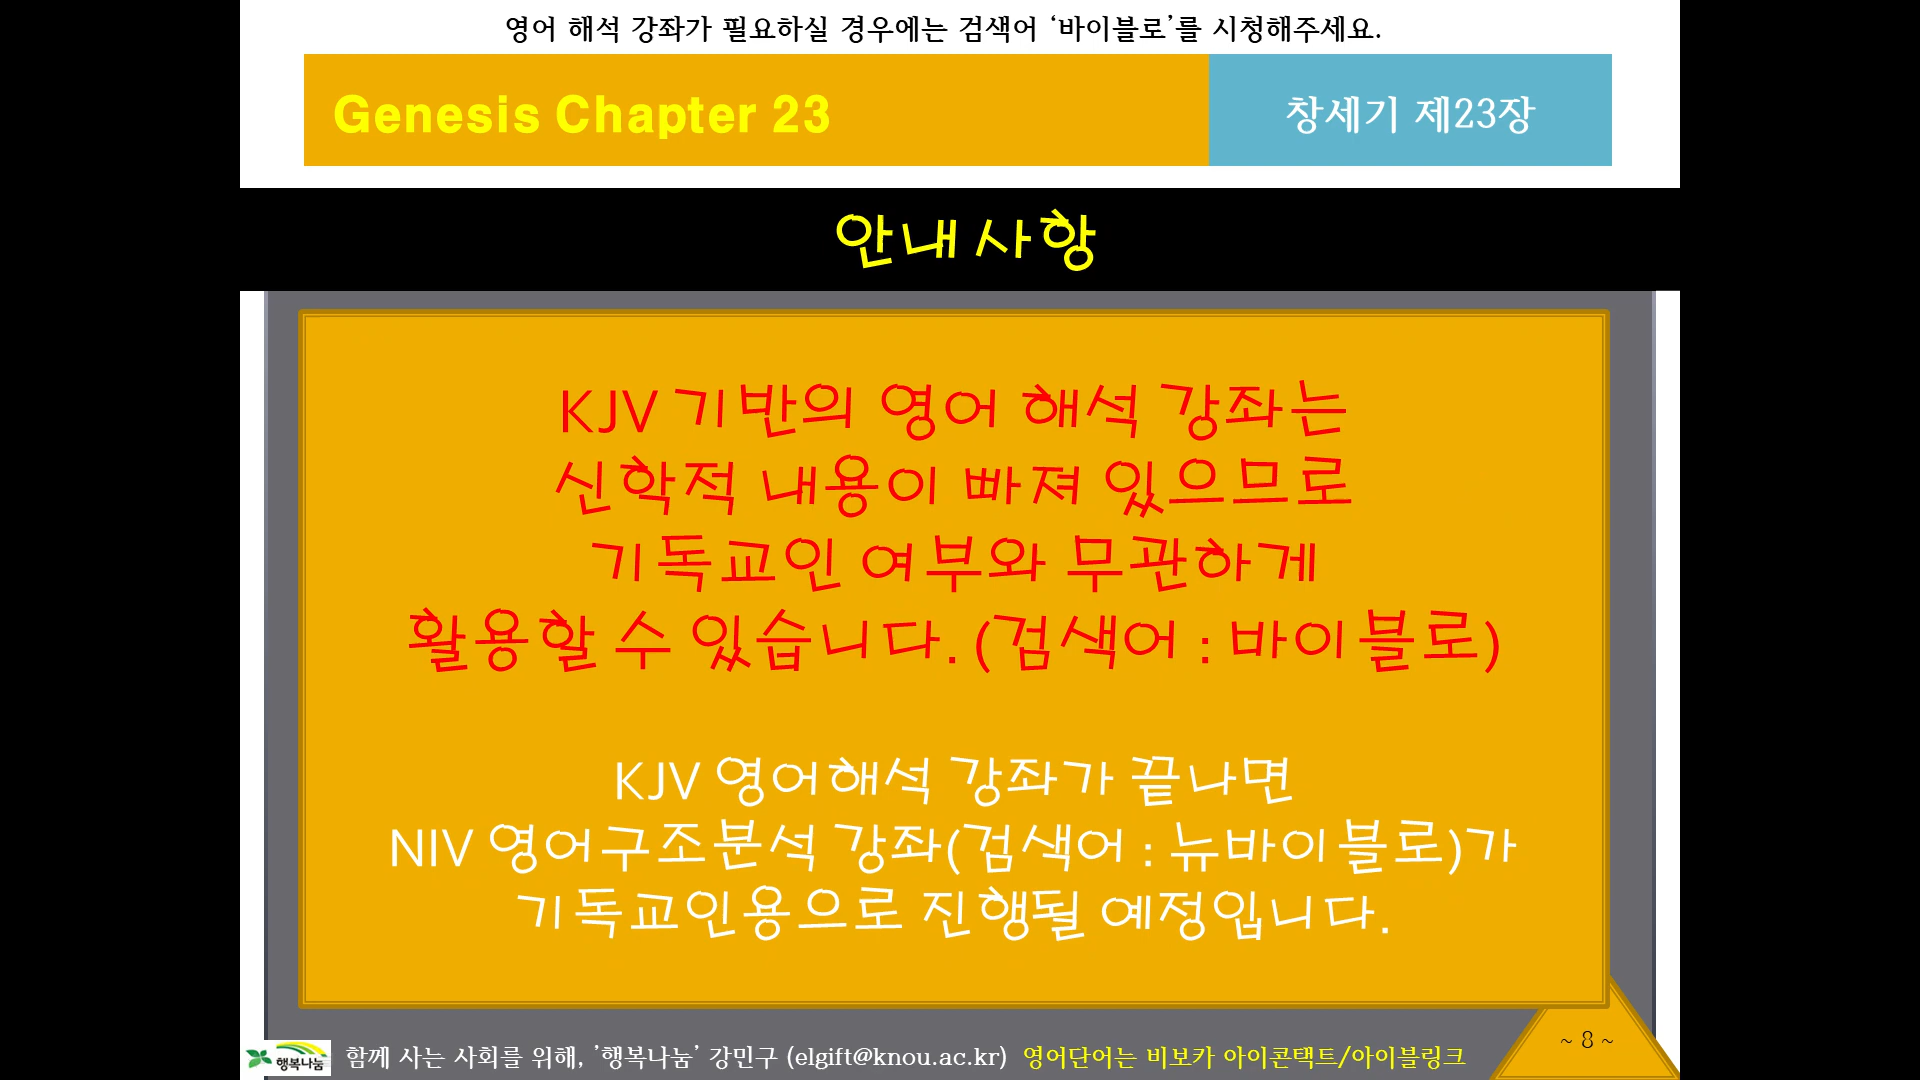 영어 해석 강좌가 필요하실 경우에는 검색어 ‘바이블로’를 시청해주세요.
Genesis Chapter 23
창세기 제23장
안내사항
KJV 기반의 영어 해석 강좌는
신학적 내용이 빠져 있으므로
기독교인 여부와 무관하게
활용할 수 있습니다. (검색어 : 바이블로)
KJV 영어해석 강좌가 끝나면
NIV 영어구조분석 강좌(검색어 : 뉴바이블로)가
기독교인용으로 진행될 예정입니다.
~ 8 ~
행복나눔
함께 사는 사회를 위해, ’행복나눔’ 강민구 (elgift@knou.ac.kr) 영어단어는 비보카 아이콘택트/아이블링크